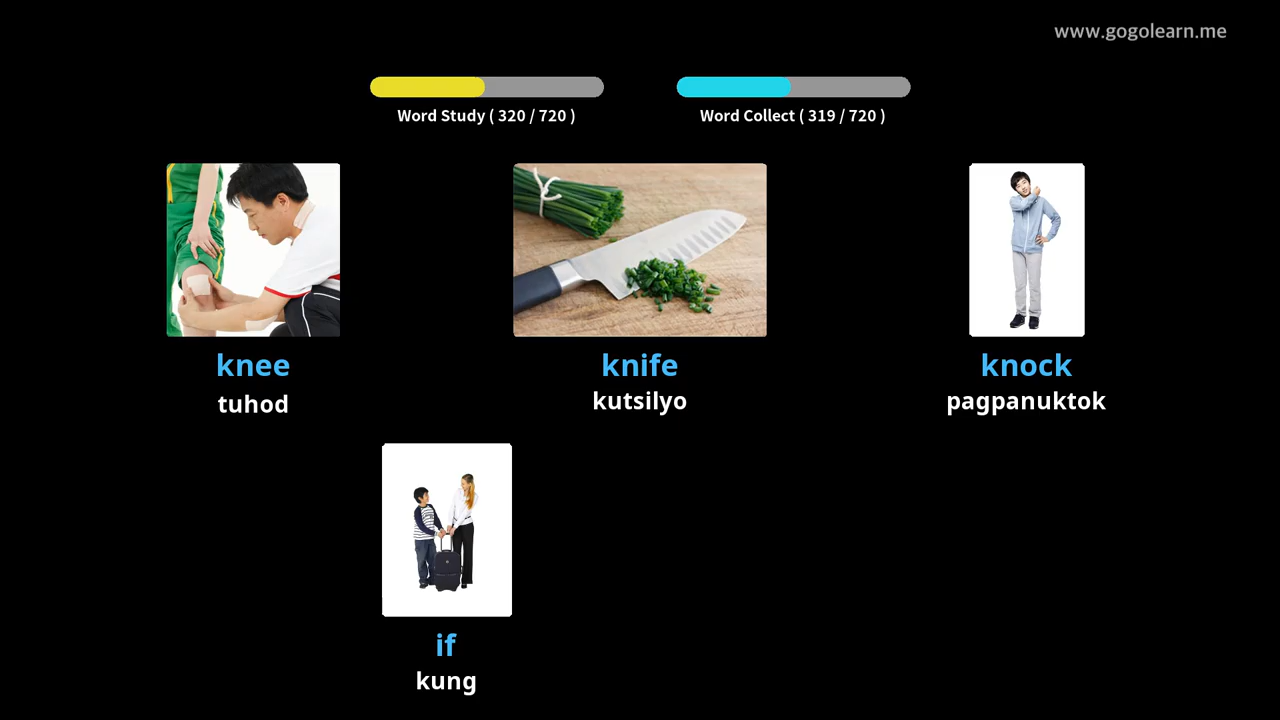 www.gogolearn.me
Word Study ( 320 / 720 )
Word Collect ( 319 / 720 )
knee
tuhod
knife
kutsilyo
knock
pagpanuktok
if
kung